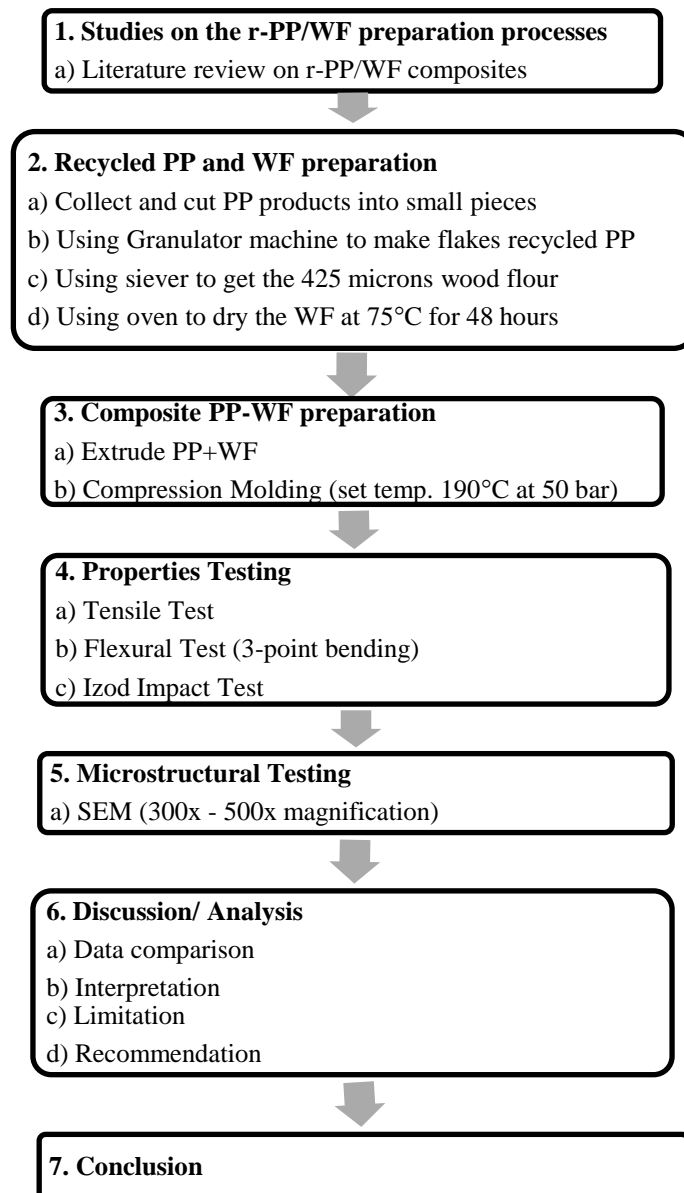 1. Studies on the r-PP/WF preparation processes
a) Literature review on r-PP/WF composites
2. Recycled PP and WF preparation
a) Collect and cut PP products into small pieces
b) Using Granulator machine to make flakes recycled PP
c) Using siever to get the 425 microns wood flour
d) Using oven to dry the WF at 75°C for 48 hours
3. Composite PP-WF preparation
a) Extrude PP+WF
b) Compression Molding (set temp. 190°C at 50 bar)
4. Properties Testing
a) Tensile Test
b) Flexural Test (3-point bending)
c) Izod Impact Test
5. Microstructural Testing
a) SEM (300x - 500x magnification)
6. Discussion/ Analysis
a) Data comparison
b) Interpretation
c) Limitation
d) Recommendation
7. Conclusion